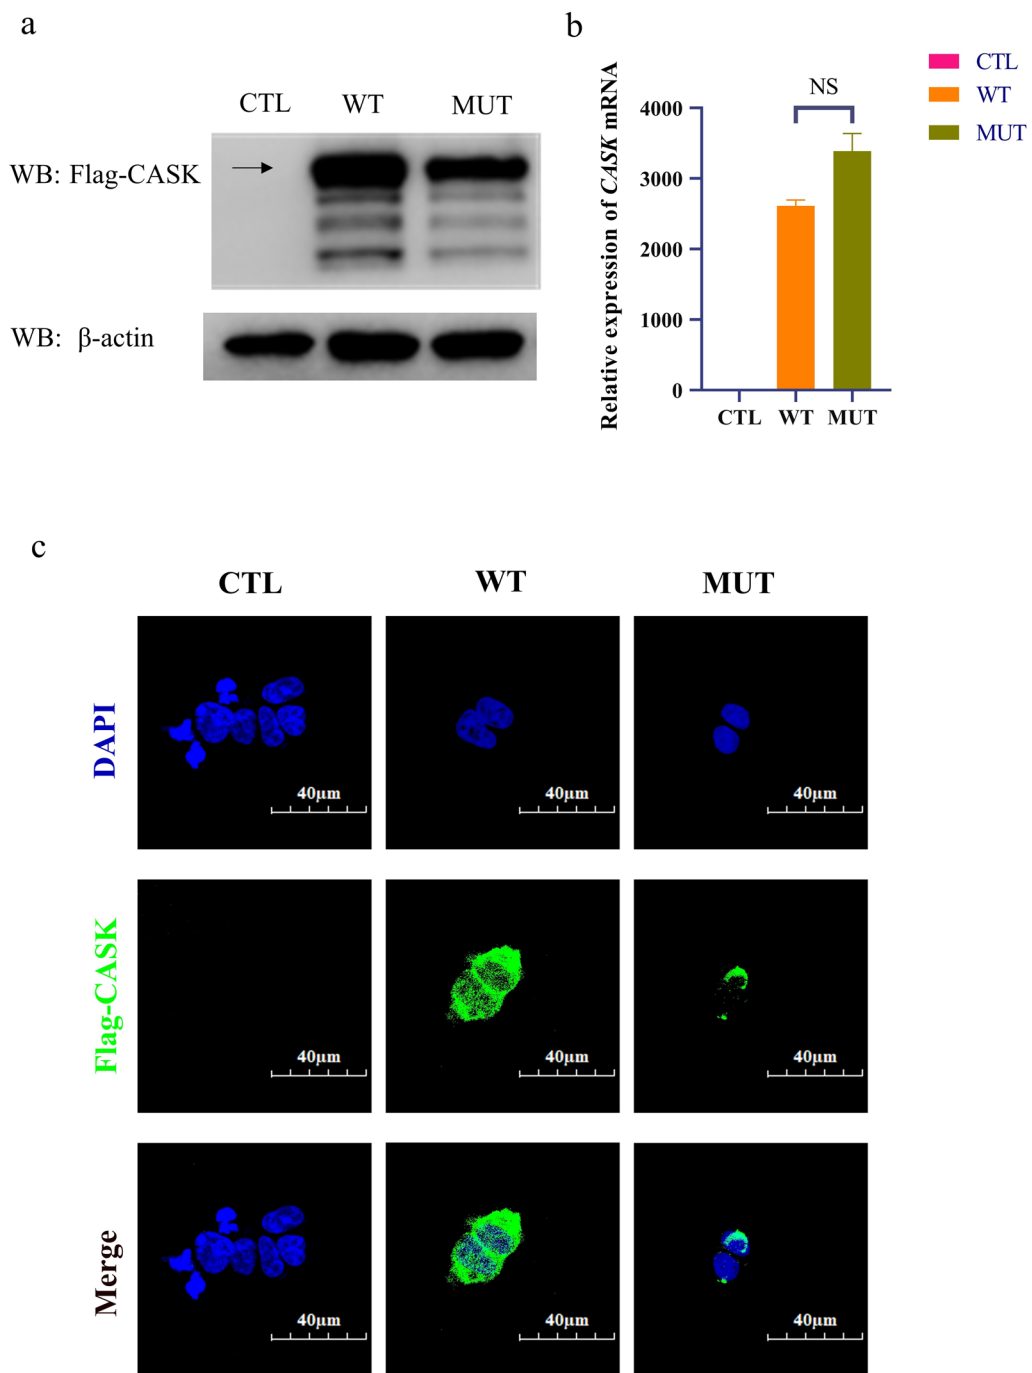 a
CTL WT MUT
WB: Flag-CASK
WB: β-actin
b
Relative expression of CASK mRNA
4000
3000
2000
1000
0
NS
CTL WT MUT
CTL
WT
MUT
c
CTL WT MUT
DAPI
40μm 40μm 40μm
Flag-CASK
40μm 40μm 40μm
Merge
40μm 40μm 40μm